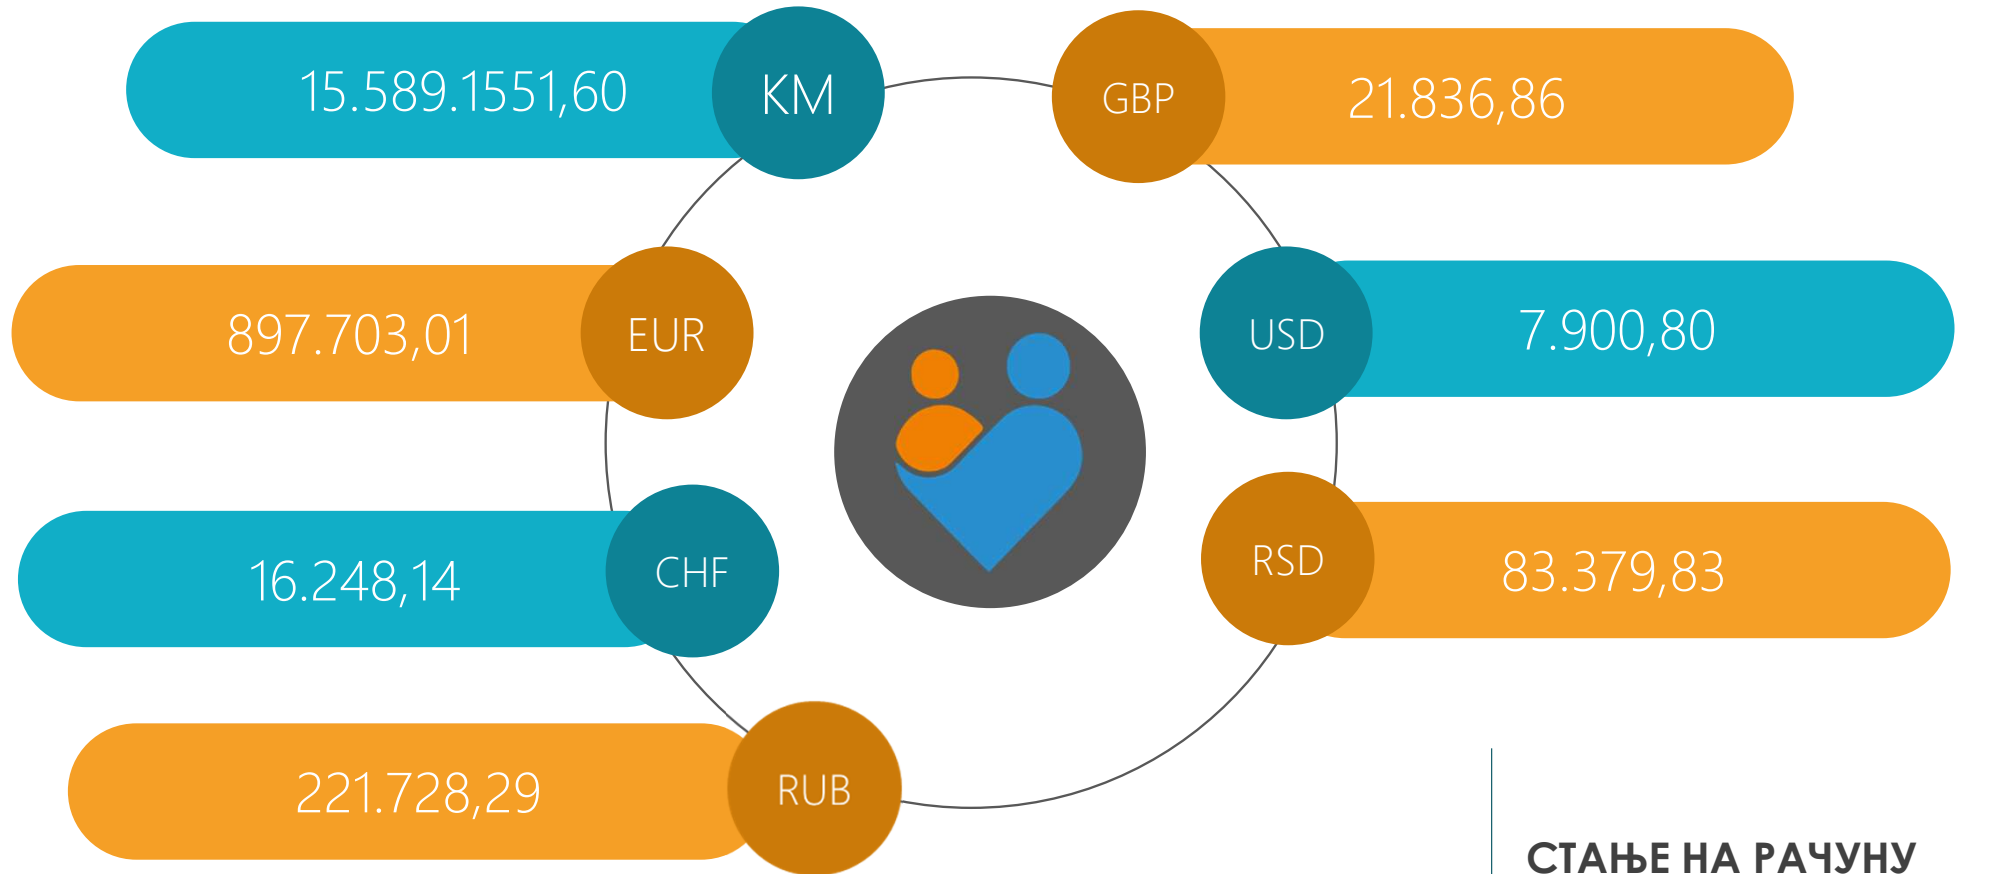 15.589.1551,60
KM
GBP
21.836,86
897.703,01
EUR
USD
7.900,80
16.248,14
CHF
RSD
83.379,83
221.728,29
RUB
СТАЊЕ НА РАЧУНУ